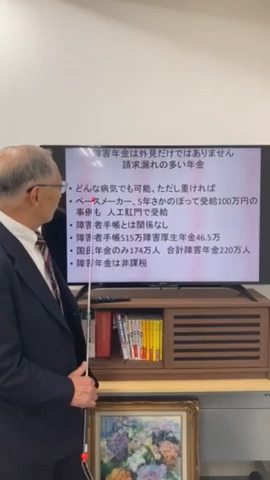 障害年金は外見だけではありません
請求漏れの多い年金
・どんな病気でも可能、ただし重ければ
・ペースメーカー、5年さかのぼって受給100万円の
事例も 人工肛門で受給
・障害者手帳とは関係なし
・障害者手帳515万障害厚生年金46.5万
・国民年金のみ174万人 合計障害年金220万人
・障害年金は非課税